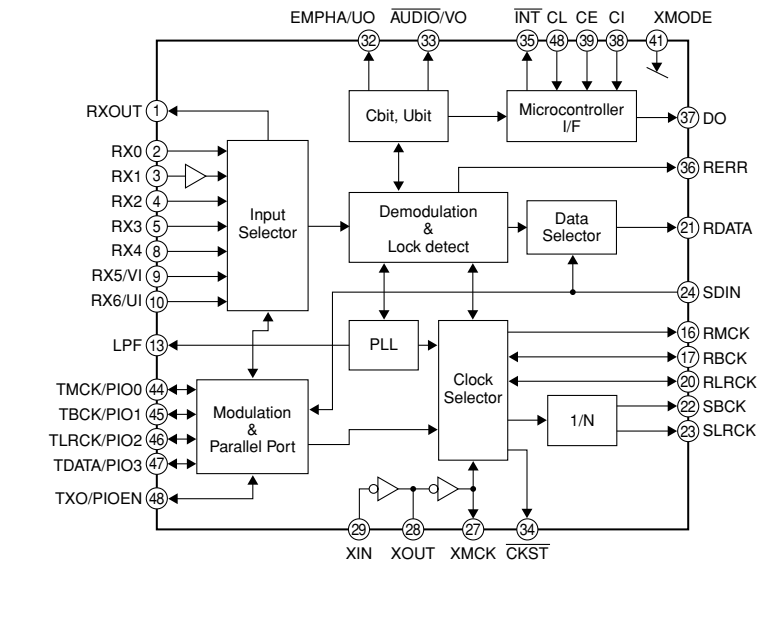 EMPHA/UO AUDIO/VO INT CL CE CI XMODE
32 33 35 48 39 38 41
RXOUT 1
Cbit, Ubit
Microcontroller
I/F
37 DO
RX0 2
RX1 3
RX2 4
RX3 5
RX4 8
RX5/VI 9
RX6/UI 10
Input
Selector
36 RERR
Demodulation
&
Lock detect
Data
Selector
21 RDATA
24 SDIN
LPF 13
PLL
Clock
Selector
16 RMCK
17 RBCK
20 RLRCK
22 SBCK
23 SLRCK
1/N
TMCK/PIO0 44
TBCK/PIO1 45
TLRCK/PIO2 46
TDATA/PIO3 47
TXO/PIOEN 48
Modulation
&
Parallel Port
29 28 27 34
XIN XOUT XMCK CKST